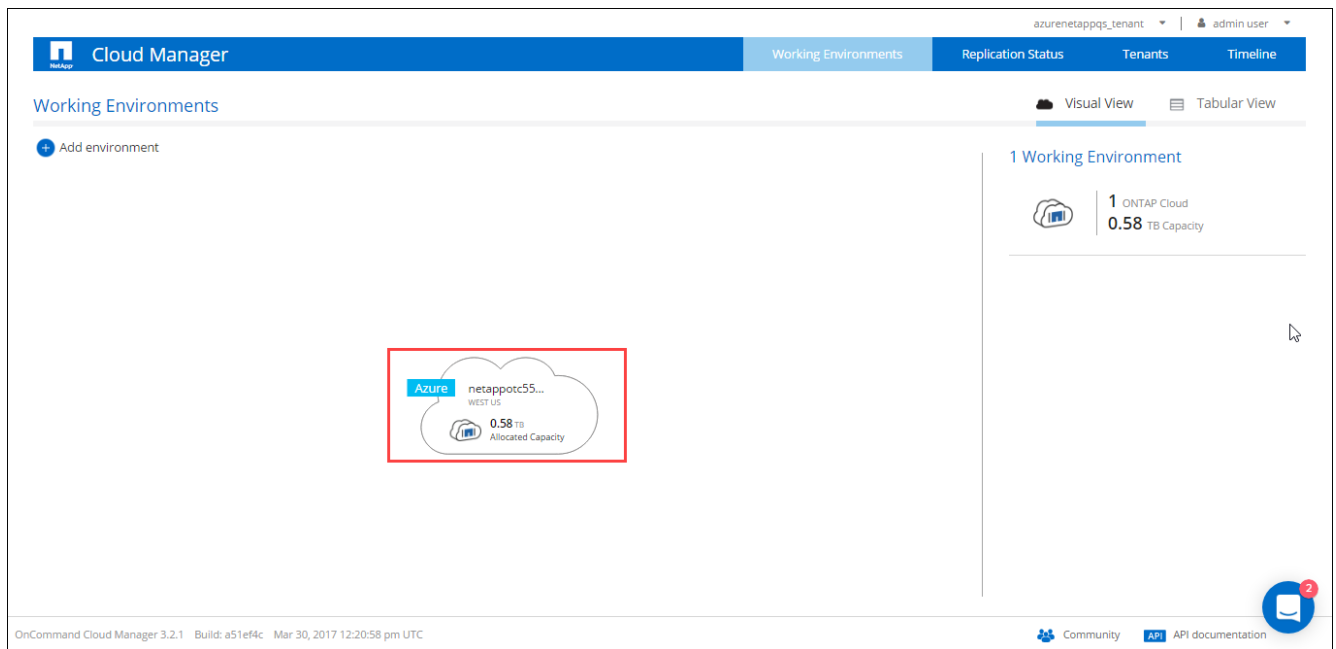 azurenetappqs_tenant admin user
NetApp Cloud Manager Working Environments Replication Status Tenants Timeline
Working Environments Visual View Tabular View
+ Add environment
1 Working Environment
1 ONTAP Cloud
0.58 TB Capacity
Azure netappotc55...
WEST US
0.58 TB
Allocated Capacity
2
OnCommand Cloud Manager 3.2.1 Build: a51ef4c Mar 30, 2017 12:20:58 pm UTC Community API API documentation